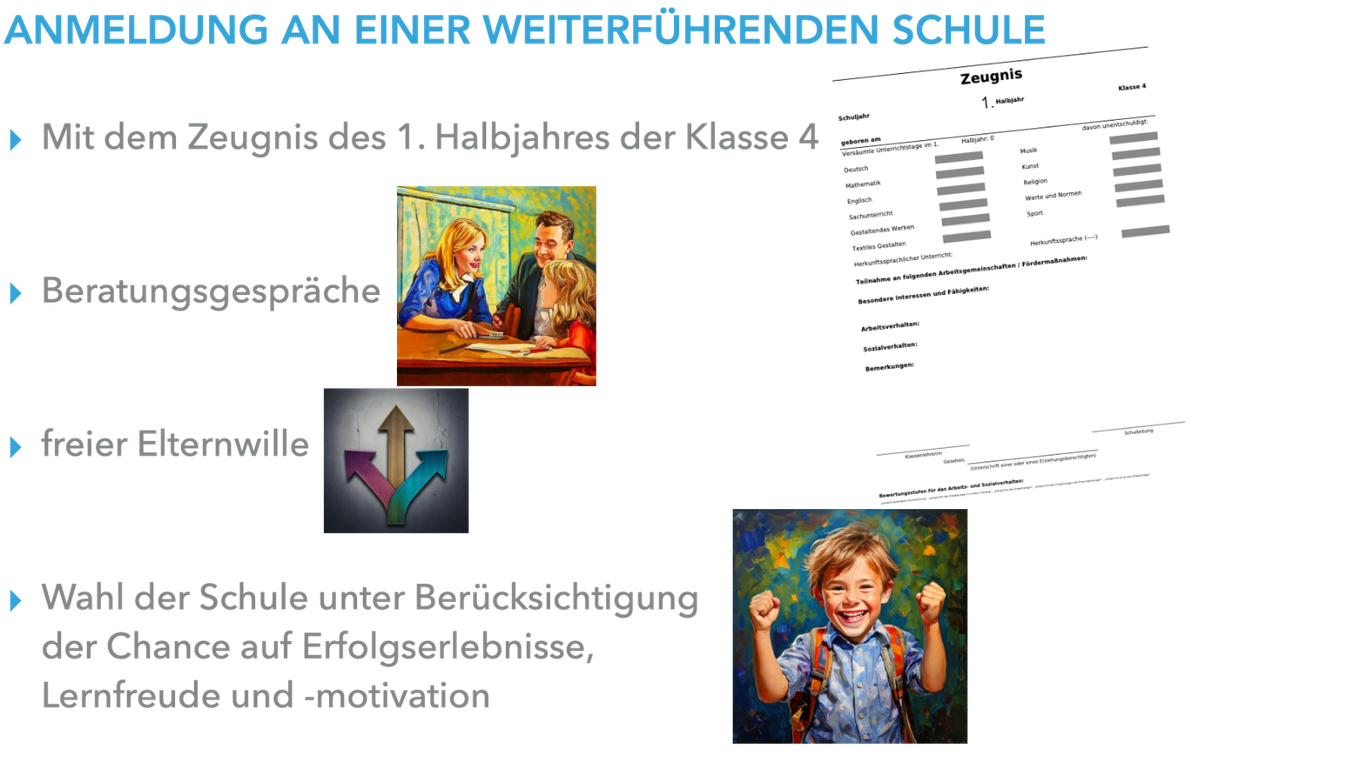 ANMELDUNG AN EINER WEITERFÜHRENDEN SCHULE
Mit dem Zeugnis des 1. Halbjahres der Klasse 4
Beratungsgespräche
freier Elternwille
Wahl der Schule unter Berücksichtigung
der Chance auf Erfolgserlebnisse,
Lernfreude und -motivation
Zeugnis
1. Halbjahr
Klasse 4
Schuljahr
geboren am
Versäumte Unterrichtstage im 1. Halbjahr: 0 davon unentschuldigt:
Deutsch
Mathematik
Englisch
Sachunterricht
Gestaltendes Werken
Textiles Gestalten
Musik
Kunst
Religion
Werte und Normen
Sport
Herkunftssprachlicher Unterricht: Herkunftssprache (----)
Teilnahme an folgenden Arbeitsgemeinschaften / Fördermaßnahmen:
Besondere Interessen und Fähigkeiten:
Arbeitsverhalten:
Sozialverhalten:
Bemerkungen:
Klassenlehrer/in
Schulleitung
Gesehen:
(Unterschrift einer oder eines Erziehungsberechtigten)
Bewertungsstufen für das Arbeits- und Sozialverhalten: